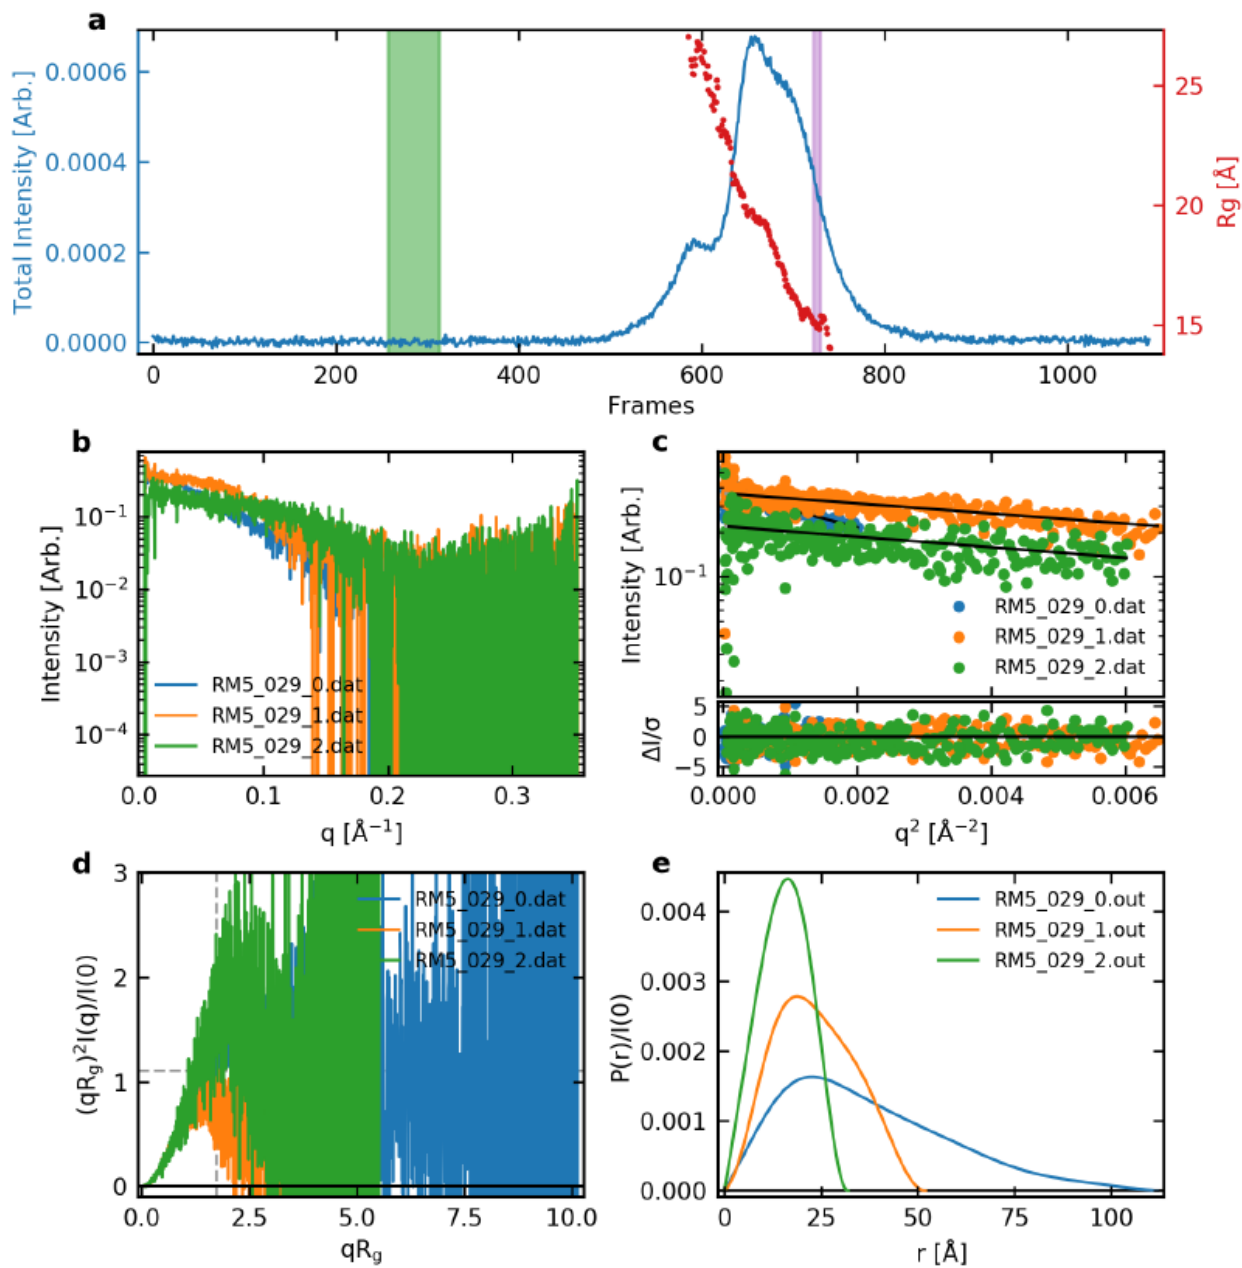 a
Total Intensity [Arb.]
0.0006
0.0004
0.0002
0.0000
25
20
15
Rg [Å]
0 200 400 600 800 1000
Frames
b
Intensity [Arb.]
10⁻¹
10⁻²
10⁻³
10⁻⁴
RM5_029_0.dat
RM5_029_1.dat
RM5_029_2.dat
0.0 0.1 0.2 0.3
q [Å⁻¹]
c
Intensity [Arb.]
10⁻¹
RM5_029_0.dat
RM5_029_1.dat
RM5_029_2.dat
ΔI/σ
5
0
−5
0.000 0.002 0.004 0.006
q² [Å⁻²]
d
(qRg)²I(q)/I(0)
3
2
1
0
RM5_029_0.dat
RM5_029_1.dat
RM5_029_2.dat
0.0 2.5 5.0 7.5 10.0
qRg
e
P(r)/I(0)
0.004
0.003
0.002
0.001
0.000
RM5_029_0.out
RM5_029_1.out
RM5_029_2.out
0 25 50 75 100
r [Å]